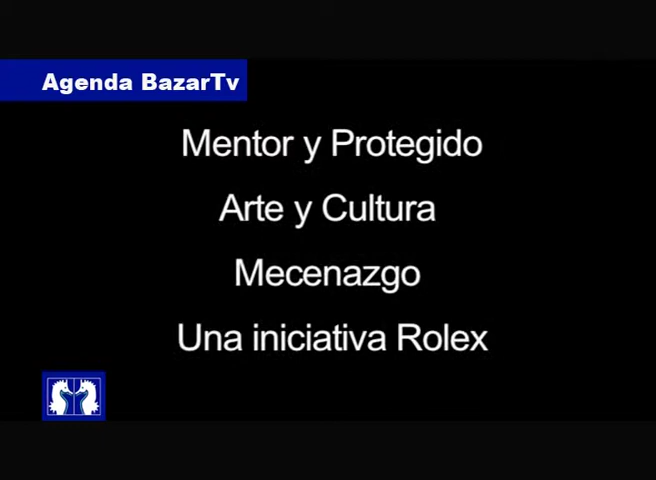 Agenda BazarTv
Mentor y Protegido
Arte y Cultura
Mecenazgo
Una iniciativa Rolex